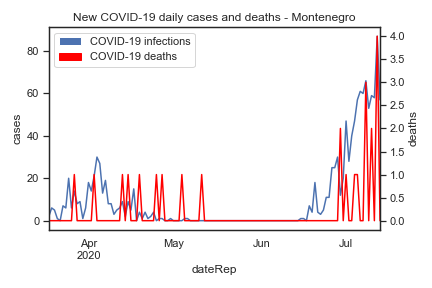 New COVID-19 daily cases and deaths - Montenegro
COVID-19 infections
COVID-19 deaths
80
60
40
20
0
cases
4.0
3.5
3.0
2.5
2.0
1.5
1.0
0.5
0.0
deaths
Apr
2020
May
Jun
Jul
dateRep